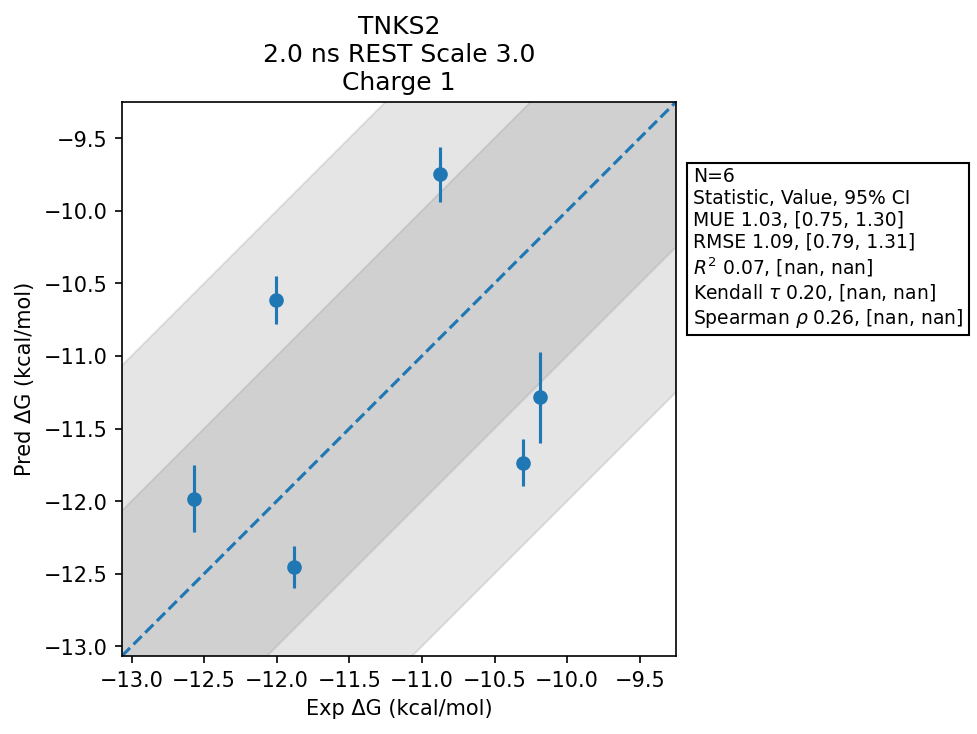 TNKS2
2.0 ns REST Scale 3.0
Charge 1
Pred ΔG (kcal/mol)
−9.5
−10.0
−10.5
−11.0
−11.5
−12.0
−12.5
−13.0
−13.0 −12.5 −12.0 −11.5 −11.0 −10.5 −10.0 −9.5
Exp ΔG (kcal/mol)
N=6
Statistic, Value, 95% CI
MUE 1.03, [0.75, 1.30]
RMSE 1.09, [0.79, 1.31]
R² 0.07, [nan, nan]
Kendall τ 0.20, [nan, nan]
Spearman ρ 0.26, [nan, nan]